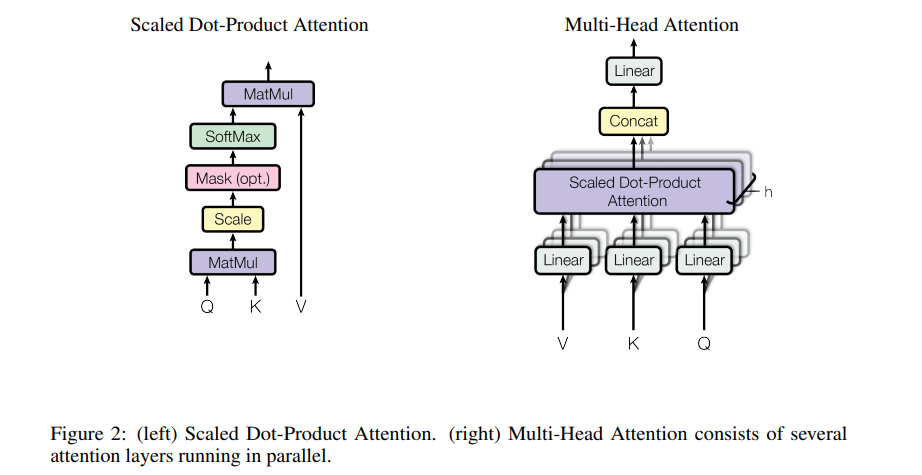 Scaled Dot-Product Attention
MatMul
SoftMax
Mask (opt.)
Scale
MatMul
Q K V
Multi-Head Attention
Linear
Concat
Scaled Dot-Product
Attention
h
Linear Linear Linear
V K Q
Figure 2: (left) Scaled Dot-Product Attention. (right) Multi-Head Attention consists of several
attention layers running in parallel.